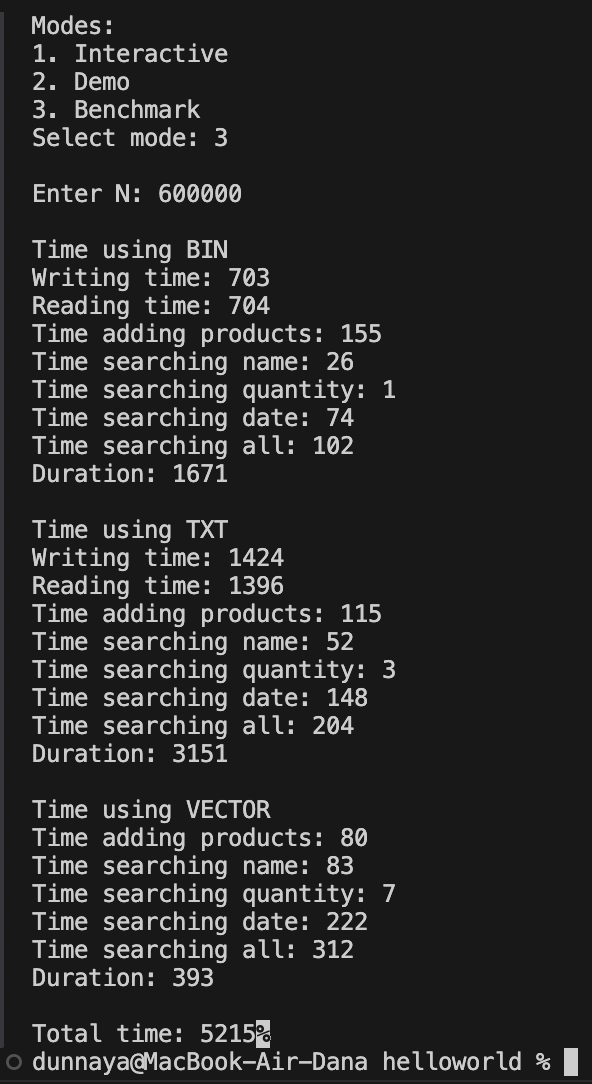 Modes:
1. Interactive
2. Demo
3. Benchmark
Select mode: 3
Enter N: 600000
Time using BIN
Writing time: 703
Reading time: 704
Time adding products: 155
Time searching name: 26
Time searching quantity: 1
Time searching date: 74
Time searching all: 102
Duration: 1671
Time using TXT
Writing time: 1424
Reading time: 1396
Time adding products: 115
Time searching name: 52
Time searching quantity: 3
Time searching date: 148
Time searching all: 204
Duration: 3151
Time using VECTOR
Time adding products: 80
Time searching name: 83
Time searching quantity: 7
Time searching date: 222
Time searching all: 312
Duration: 393
Total time: 5215%
dunnaya@MacBook-Air-Dana helloworld %